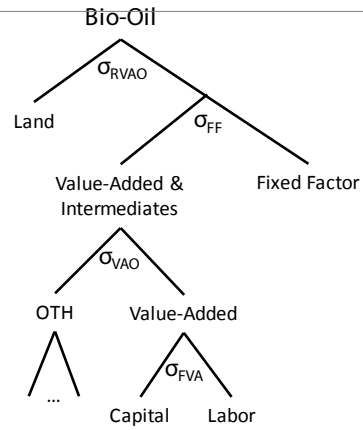 Bio-Oil
σRVAO
Land
σFF
Value-Added &
Intermediates
Fixed Factor
σVAO
OTH
Value-Added
...
σFVA
Capital
Labor